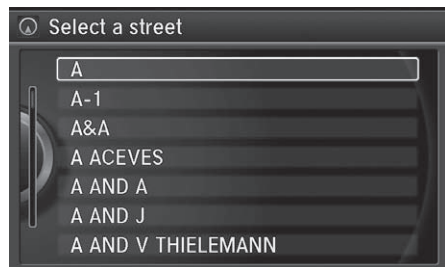 Select a street
A
A-1
A&A
A ACEVES
A AND A
A AND J
A AND V THIELEMANN